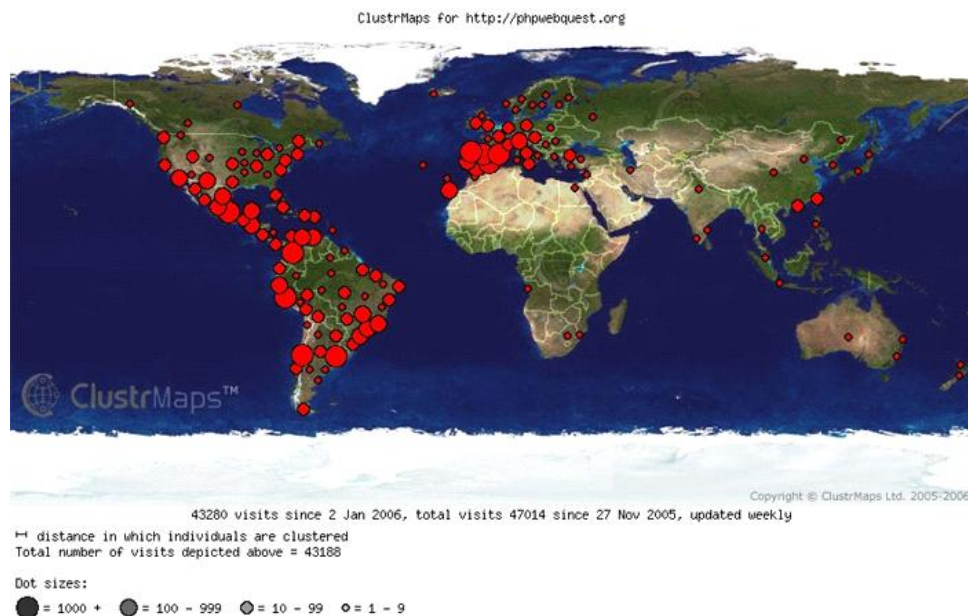 ClustrMaps for http://phpwebquest.org
ClustrMaps™
Copyright © ClustrMaps Ltd. 2005-2006
43280 visits since 2 Jan 2006, total visits 47014 since 27 Nov 2005, updated weekly
distance in which individuals are clustered
Total number of visits depicted above = 43188
Dot sizes:
= 1000 + = 100 - 999 = 10 - 99 = 1 - 9